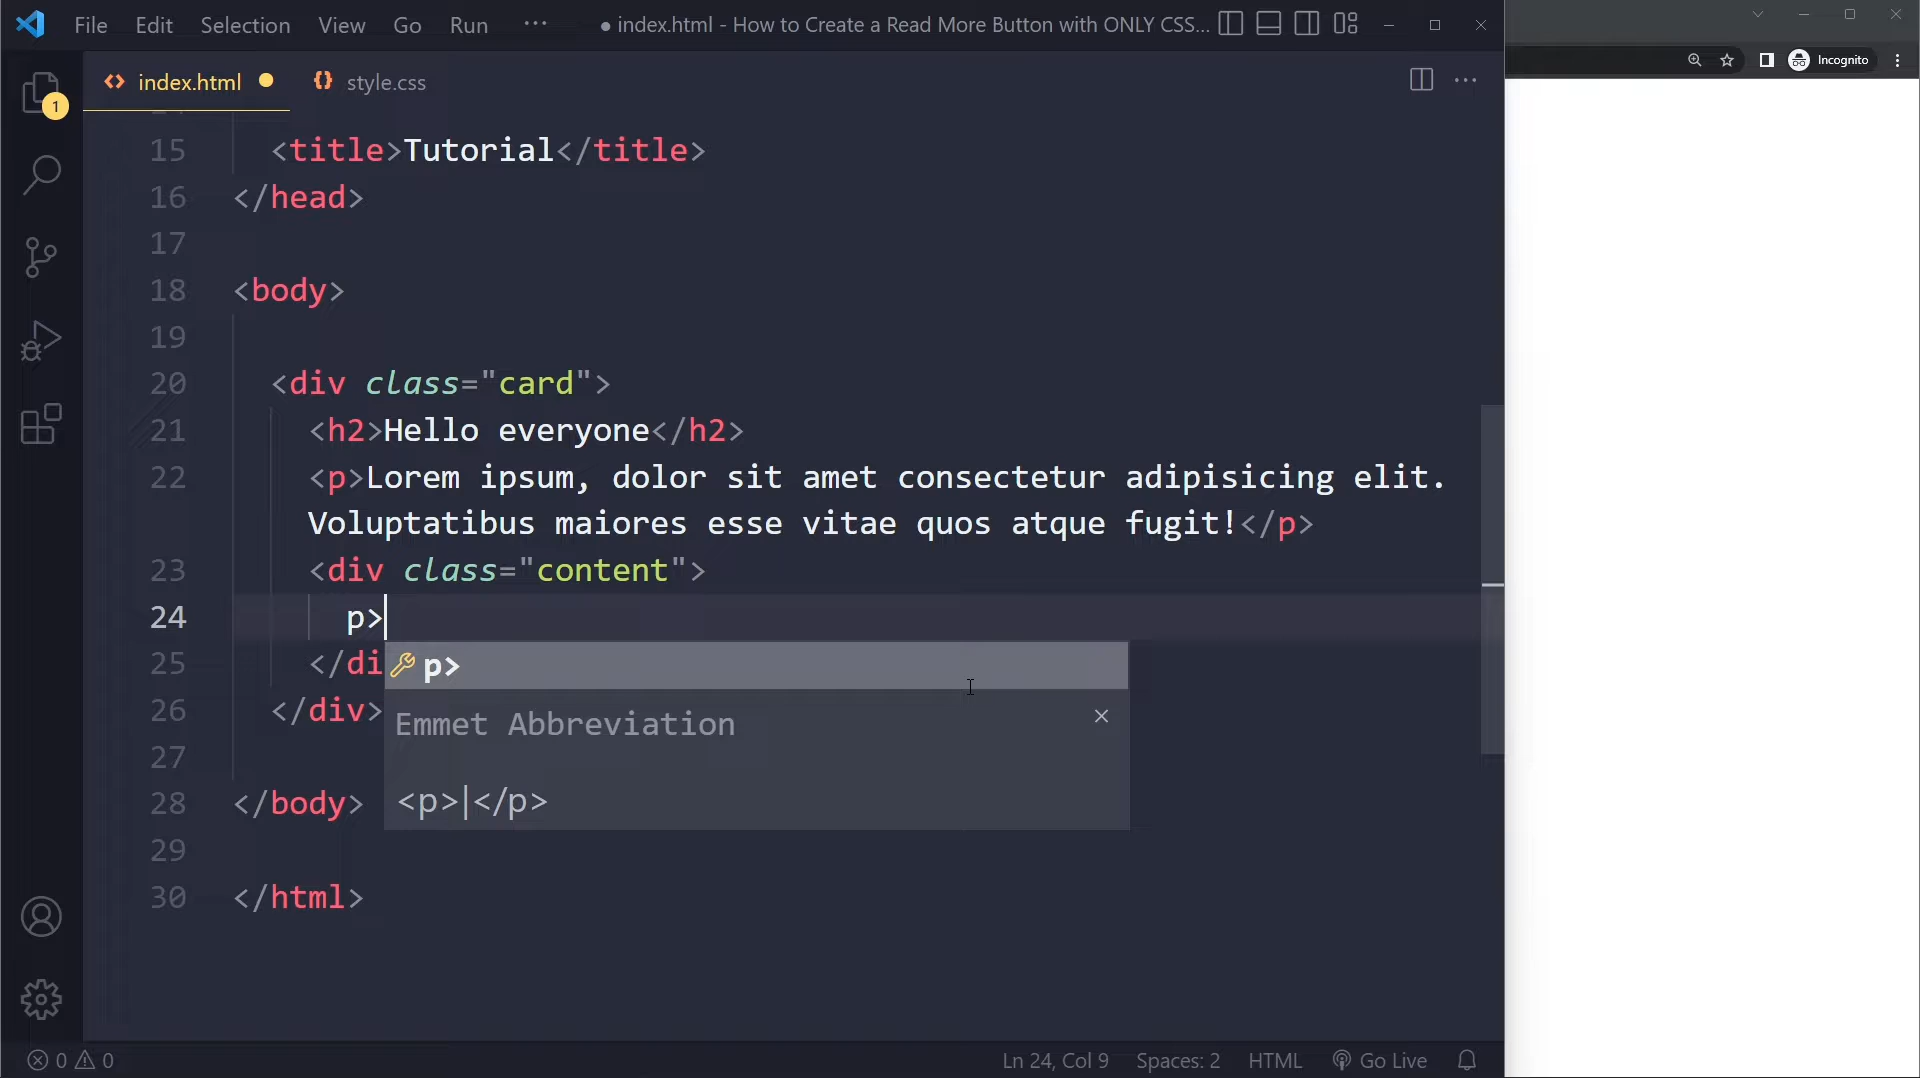 File Edit Selection View Go Run ··· ● index.html - How to Create a Read More Button with ONLY CSS...
Incognito
1
index.html ● style.css
15 <title>Tutorial</title>
16 </head>
17
18 <body>
19
20 <div class="card">
21 <h2>Hello everyone</h2>
22 <p>Lorem ipsum, dolor sit amet consectetur adipisicing elit.
Voluptatibus maiores esse vitae quos atque fugit!</p>
23 <div class="content">
24 p>
25 </di
p>
26 </div>
Emmet Abbreviation
27
<p>|</p>
28 </body>
29
30 </html>
0 0 Ln 24, Col 9 Spaces: 2 HTML Go Live